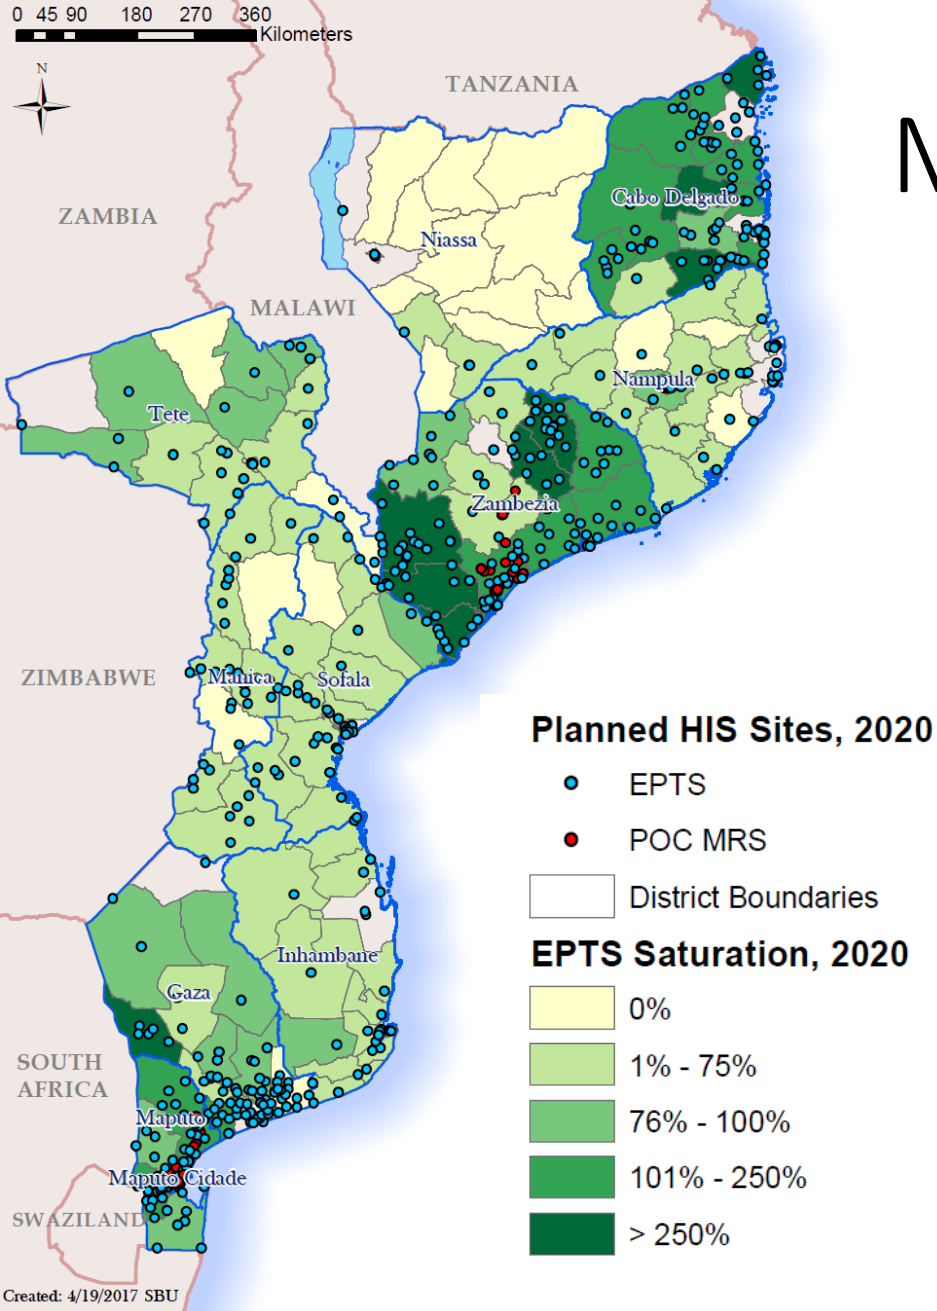 0 45 90 180 270 360
Kilometers
N
TANZANIA
N
Cabo Delgado
ZAMBIA
Niassa
MALAWI
Nampula
Tete
Zambezia
ZIMBABWE
Manica
Sofala
Planned HIS Sites, 2020
EPTS
POC MRS
District Boundaries
EPTS Saturation, 2020
0%
1% - 75%
76% - 100%
101% - 250%
> 250%
Inhambane
Gaza
SOUTH
AFRICA
Maputo
Maputo Cidade
SWAZILAND
Created: 4/19/2017 SBU